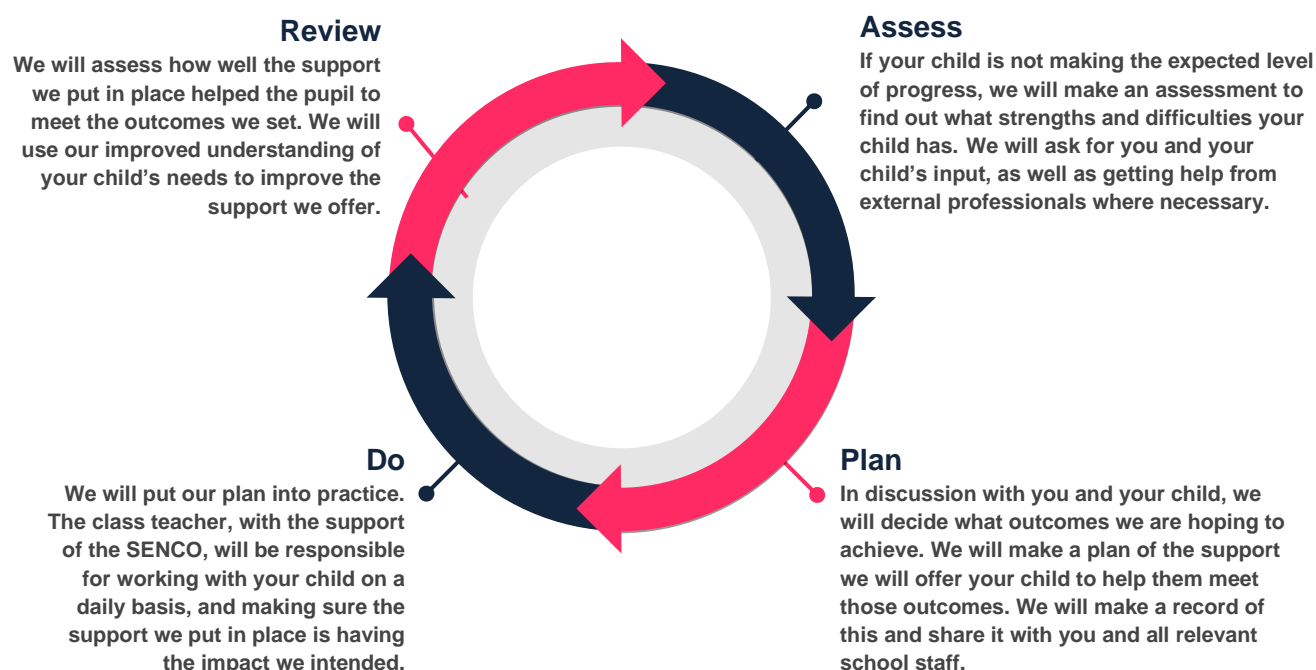 Review
We will assess how well the support
we put in place helped the pupil to
meet the outcomes we set. We will
use our improved understanding of
your child’s needs to improve the
support we offer.
Assess
If your child is not making the expected level
of progress, we will make an assessment to
find out what strengths and difficulties your
child has. We will ask for you and your
child’s input, as well as getting help from
external professionals where necessary.
Do
We will put our plan into practice.
The class teacher, with the support
of the SENCO, will be responsible
for working with your child on a
daily basis, and making sure the
support we put in place is having
the impact we intended.
Plan
In discussion with you and your child, we
will decide what outcomes we are hoping to
achieve. We will make a plan of the support
we will offer your child to help them meet
those outcomes. We will make a record of
this and share it with you and all relevant
school staff.